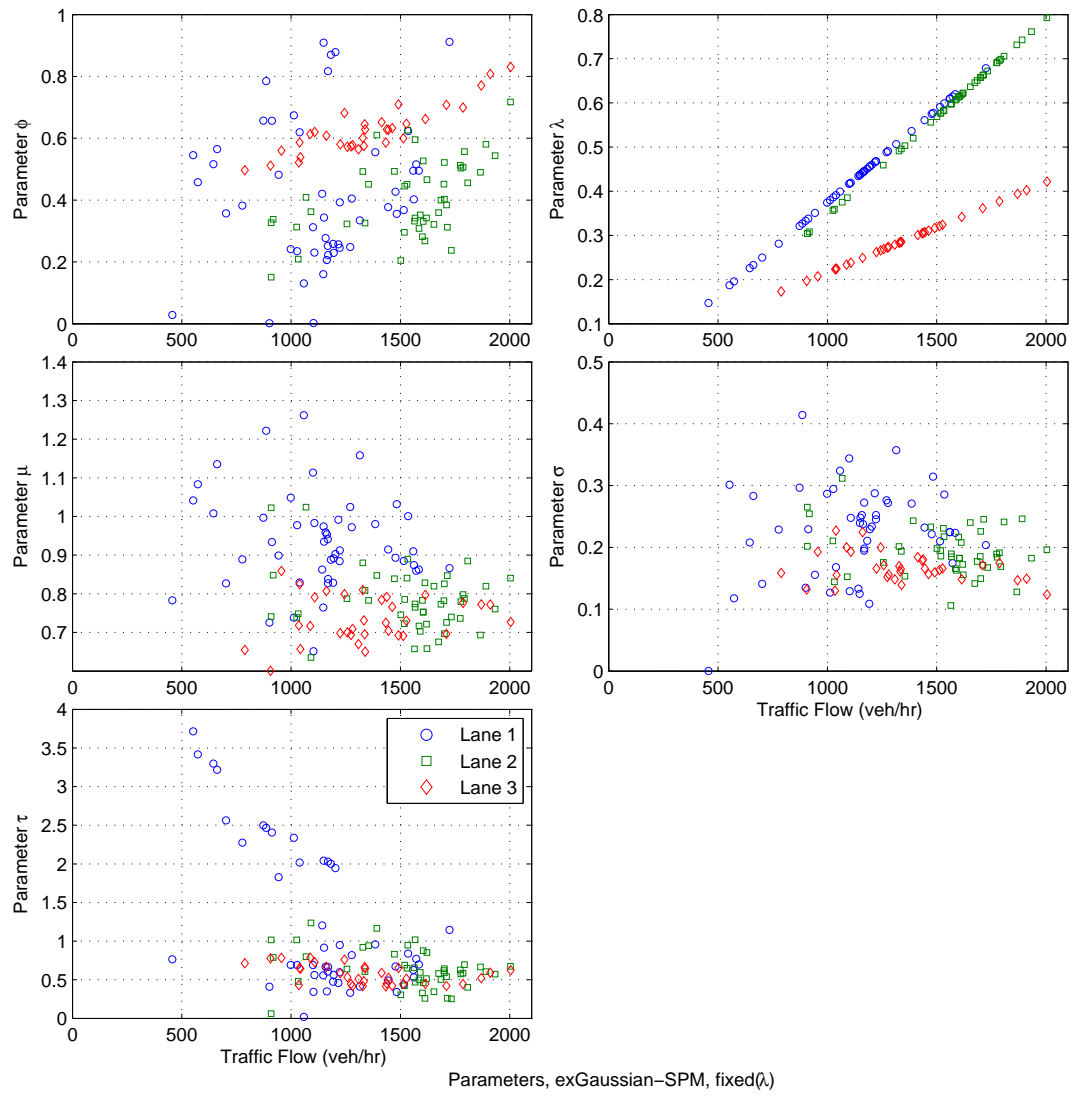 1
0.8
0.6
0.4
0.2
0
Parameter ϕ
0 500 1000 1500 2000
0.8
0.7
0.6
0.5
0.4
0.3
0.2
0.1
Parameter λ
0 500 1000 1500 2000
1.4
1.3
1.2
1.1
1
0.9
0.8
0.7
Parameter μ
0 500 1000 1500 2000
0.5
0.4
0.3
0.2
0.1
0
Parameter σ
0 500 1000 1500 2000
Traffic Flow (veh/hr)
4
3.5
3
2.5
2
1.5
1
0.5
0
Parameter τ
Lane 1
Lane 2
Lane 3
0 500 1000 1500 2000
Traffic Flow (veh/hr)
Parameters, exGaussian−SPM, fixed(λ)